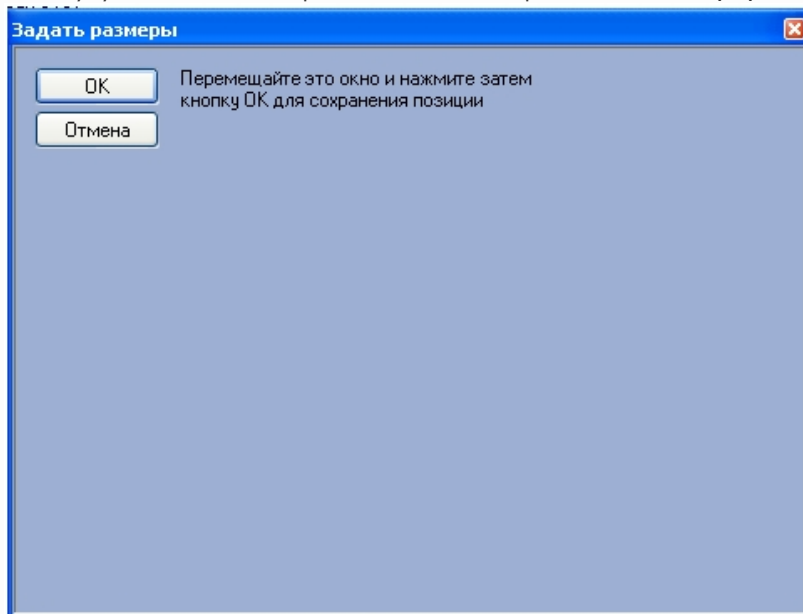 Задать размеры
OK
Перемещайте это окно и нажмите затем
кнопку OK для сохранения позиции
Отмена